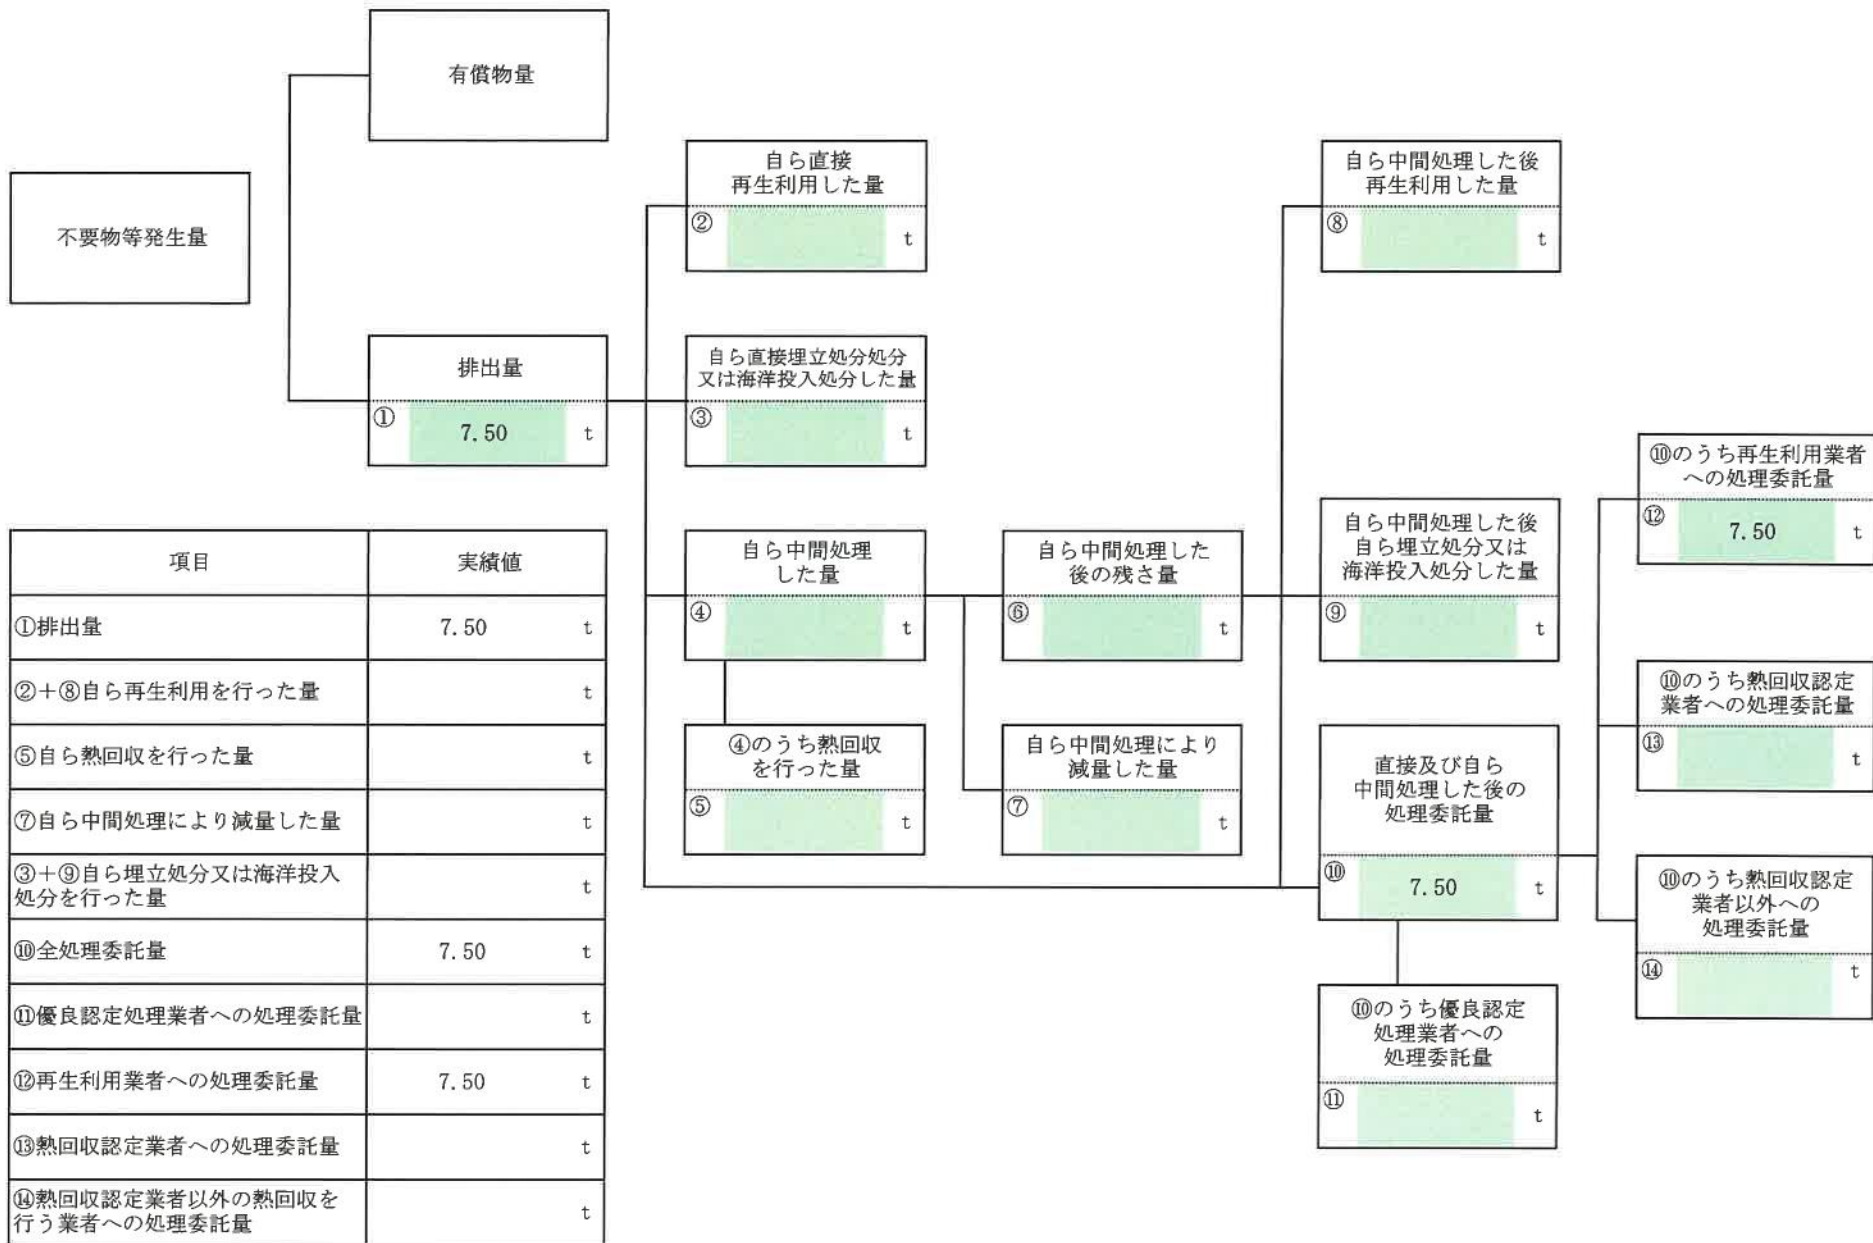 有償物量
不要物等発生量
排出量
① 7.50 t
自ら直接
再生利用した量
② t
自ら直接埋立処分処分
又は海洋投入処分した量
③ t
自ら中間処理
した量
④ t
④のうち熱回収
を行った量
⑤ t
自ら中間処理した
後の残さ量
⑥ t
自ら中間処理により
減量した量
⑦ t
自ら中間処理した後
再生利用した量
⑧ t
自ら中間処理した後
自ら埋立処分又は
海洋投入処分した量
⑨ t
直接及び自ら
中間処理した後の
処理委託量
⑩ 7.50 t
⑩のうち優良認定
処理業者への
処理委託量
⑪ t
⑩のうち再生利用業者
への処理委託量
⑫ 7.50 t
⑩のうち熱回収認定
業者への処理委託量
⑬ t
⑩のうち熱回収認定
業者以外への
処理委託量
⑭ t
項目 実績値
①排出量 7.50 t
②+⑧自ら再生利用を行った量 t
⑤自ら熱回収を行った量 t
⑦自ら中間処理により減量した量 t
③+⑨自ら埋立処分又は海洋投入
処分を行った量 t
⑩全処理委託量 7.50 t
⑪優良認定処理業者への処理委託量 t
⑫再生利用業者への処理委託量 7.50 t
⑬熱回収認定業者への処理委託量 t
⑭熱回収認定業者以外の熱回収を
行う業者への処理委託量 t